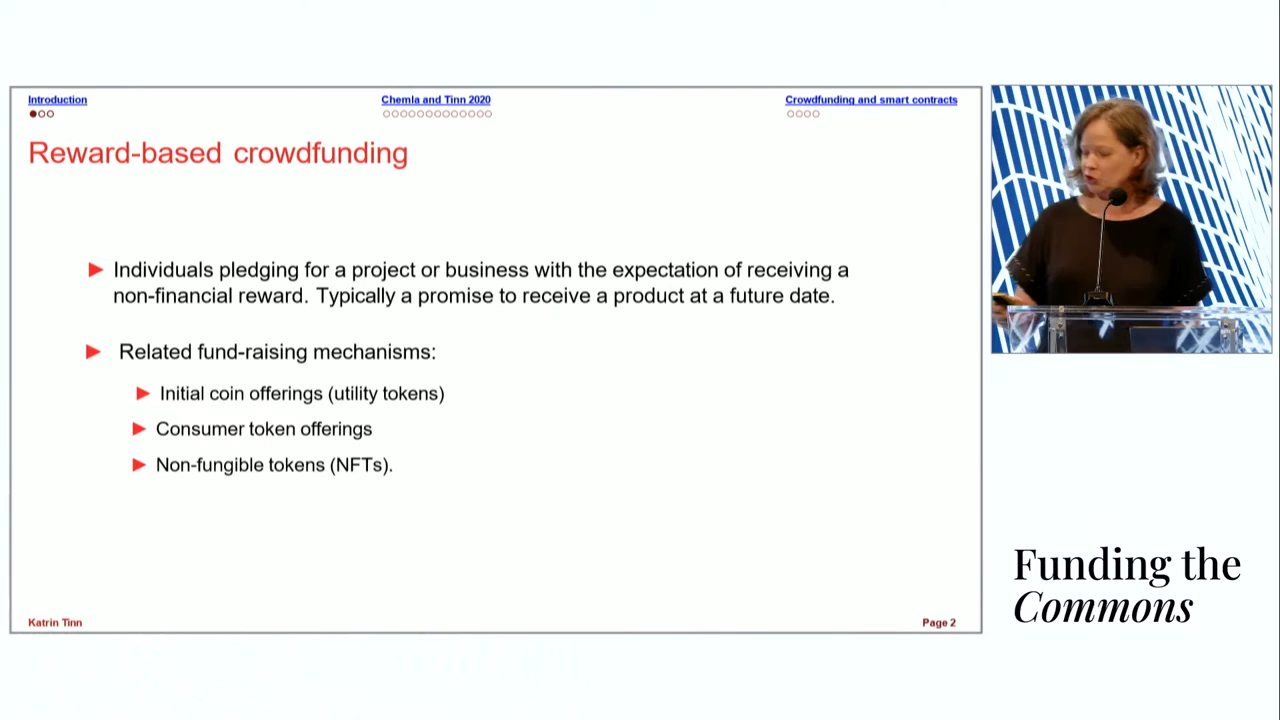 Introduction
Chemla and Tinn 2020
Crowdfunding and smart contracts
Reward-based crowdfunding
Individuals pledging for a project or business with the expectation of receiving a
non-financial reward. Typically a promise to receive a product at a future date.
Related fund-raising mechanisms:
Initial coin offerings (utility tokens)
Consumer token offerings
Non-fungible tokens (NFTs).
Katrin Tinn
Page 2
Funding the
Commons